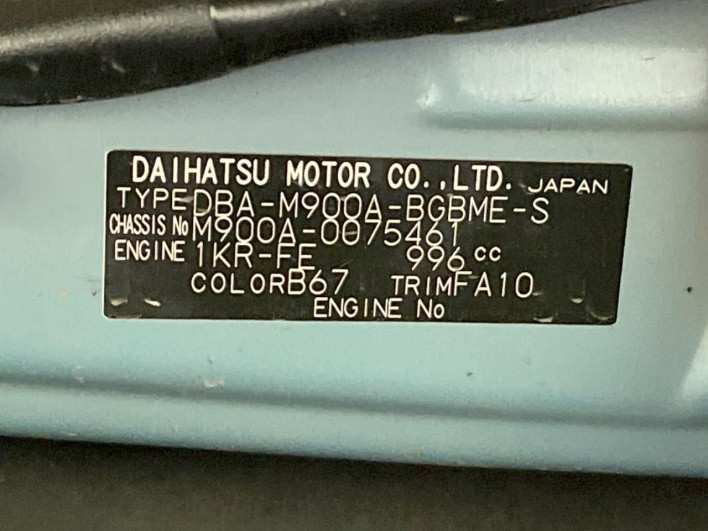 DAIHATSU MOTOR CO.,LTD. JAPAN
TYPE DBA-M900A-BGBME-S
CHASSIS No M900A-0075461
ENGINE 1KR-FE 996 cc
COLOR B67 TRIM FA10
ENGINE No